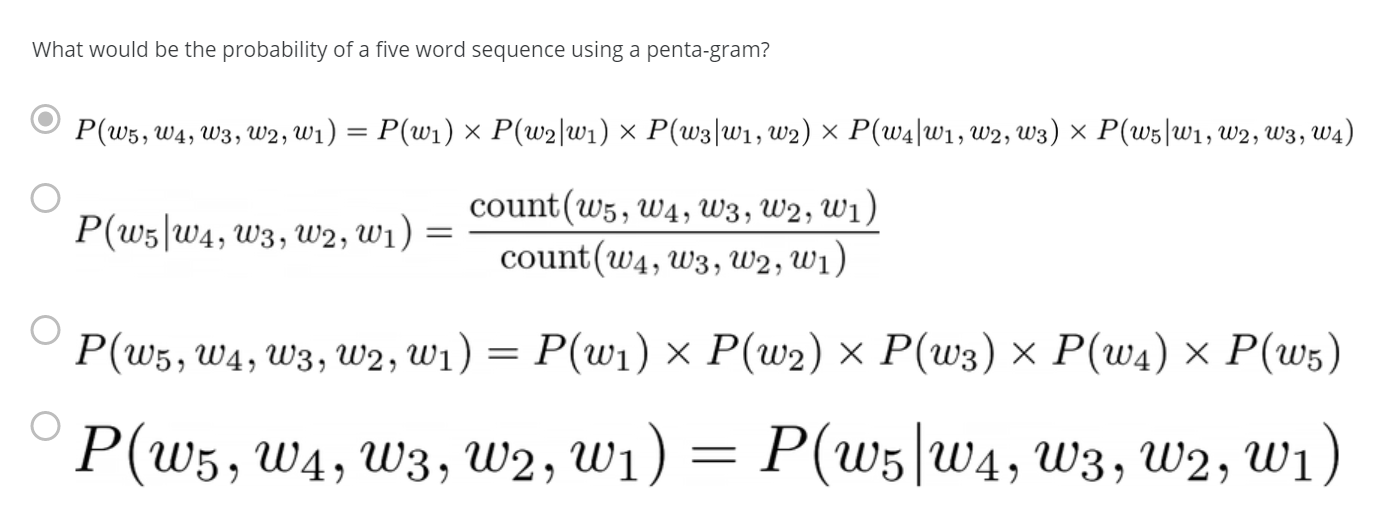 What would be the probability of a five word sequence using a penta-gram?
P(w₅, w₄, w₃, w₂, w₁) = P(w₁) × P(w₂|w₁) × P(w₃|w₁, w₂) × P(w₄|w₁, w₂, w₃) × P(w₅|w₁, w₂, w₃, w₄)
P(w₅|w₄, w₃, w₂, w₁) = count(w₅, w₄, w₃, w₂, w₁) / count(w₄, w₃, w₂, w₁)
P(w₅, w₄, w₃, w₂, w₁) = P(w₁) × P(w₂) × P(w₃) × P(w₄) × P(w₅)
P(w₅, w₄, w₃, w₂, w₁) = P(w₅|w₄, w₃, w₂, w₁)